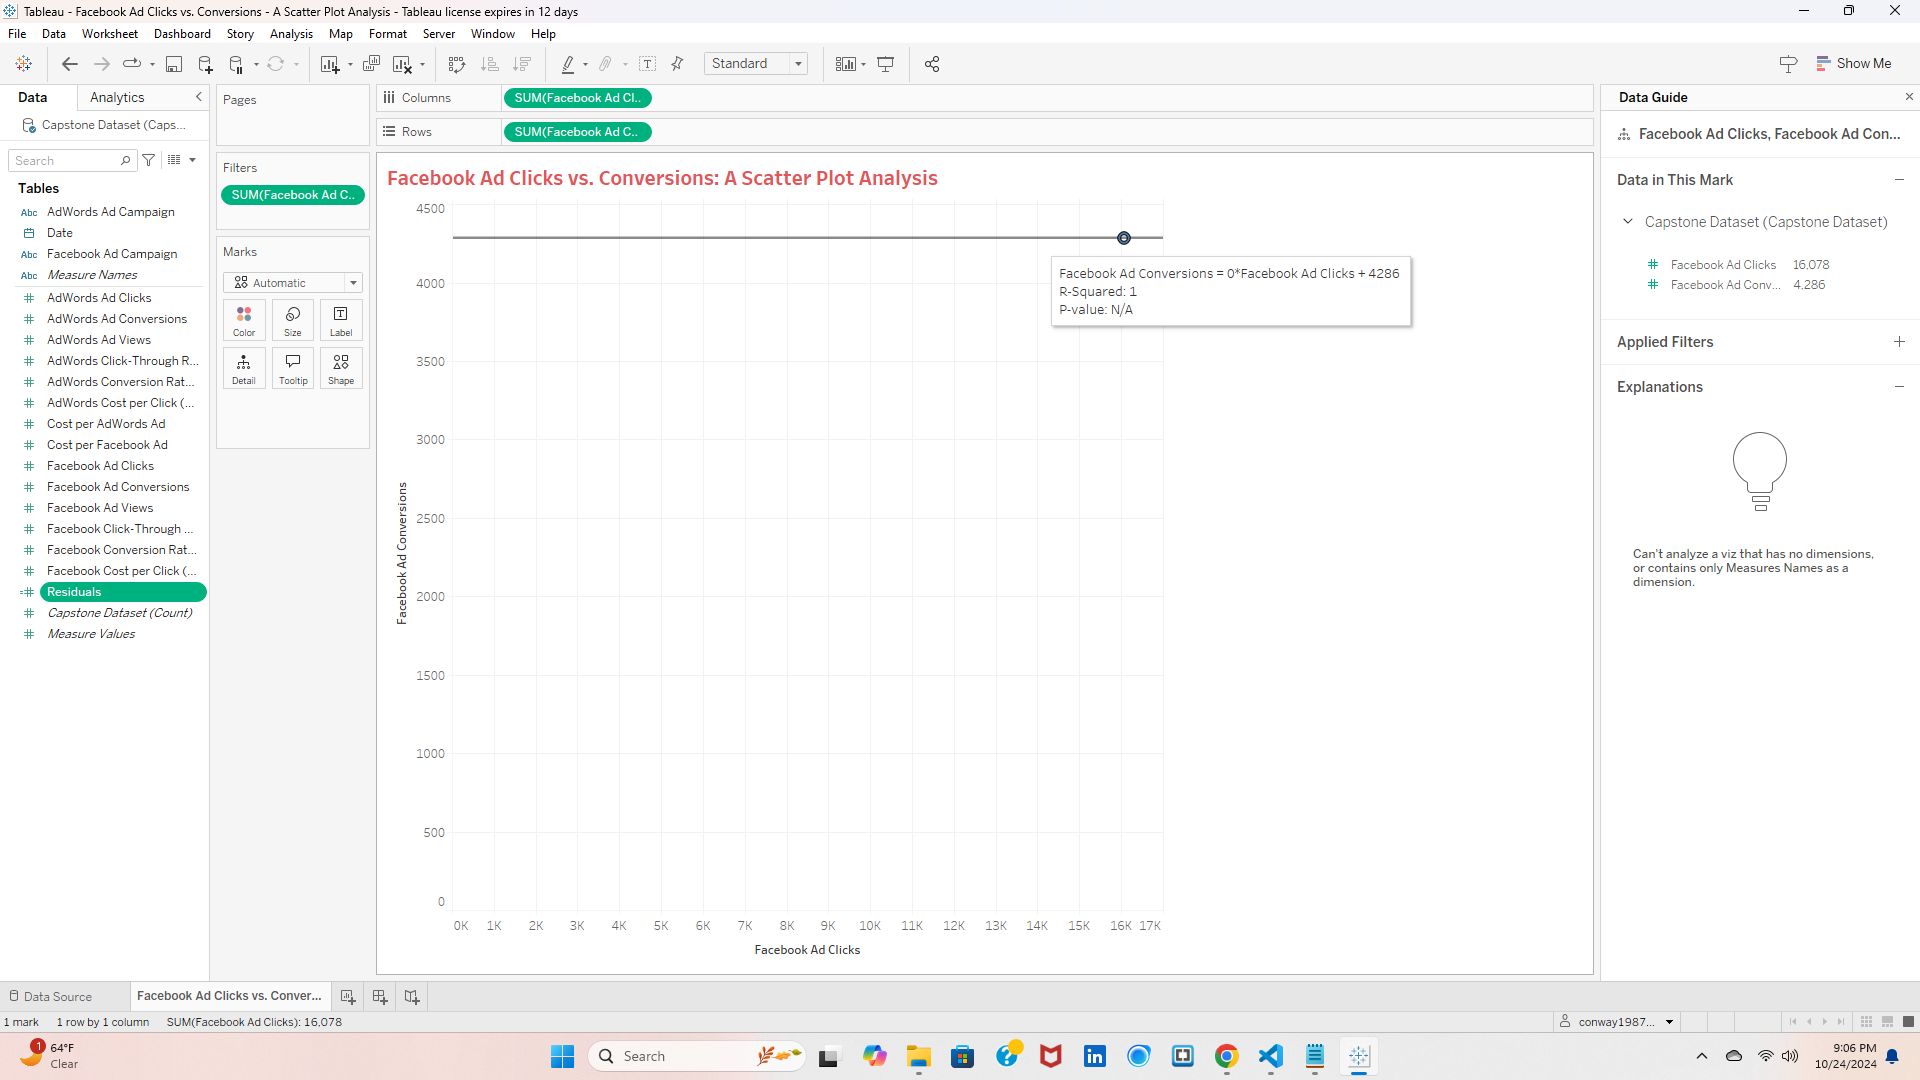 Tableau - Facebook Ad Clicks vs. Conversions - A Scatter Plot Analysis - Tableau license expires in 12 days
File Data Worksheet Dashboard Story Analysis Map Format Server Window Help
Standard
Show Me
Data Analytics
Capstone Dataset (Caps...
Search
Tables
Abc AdWords Ad Campaign
Date
Abc Facebook Ad Campaign
Abc Measure Names
AdWords Ad Clicks
AdWords Ad Conversions
AdWords Ad Views
AdWords Click-Through R...
AdWords Conversion Rat...
AdWords Cost per Click (...
Cost per AdWords Ad
Cost per Facebook Ad
Facebook Ad Clicks
Facebook Ad Conversions
Facebook Ad Views
Facebook Click-Through ...
Facebook Conversion Rat...
Facebook Cost per Click (...
Residuals
Capstone Dataset (Count)
Measure Values
Pages
Filters
SUM(Facebook Ad C..
Marks
Automatic
Color Size Label
Detail Tooltip Shape
Columns SUM(Facebook Ad Cl..
Rows SUM(Facebook Ad C..
Facebook Ad Clicks vs. Conversions: A Scatter Plot Analysis
4500
4000
3500
3000
2500
2000
1500
1000
500
0
Facebook Ad Conversions
0K 1K 2K 3K 4K 5K 6K 7K 8K 9K 10K 11K 12K 13K 14K 15K 16K 17K
Facebook Ad Clicks
Facebook Ad Conversions = 0*Facebook Ad Clicks + 4286
R-Squared: 1
P-value: N/A
Data Guide
Facebook Ad Clicks, Facebook Ad Con...
Data in This Mark
Capstone Dataset (Capstone Dataset)
Facebook Ad Clicks 16,078
Facebook Ad Conv... 4,286
Applied Filters
Explanations
Can't analyze a viz that has no dimensions,
or contains only Measures Names as a
dimension.
Data Source Facebook Ad Clicks vs. Conver...
1 mark 1 row by 1 column SUM(Facebook Ad Clicks): 16,078
conway1987...
1
64°F
Clear
Search
9:06 PM
10/24/2024